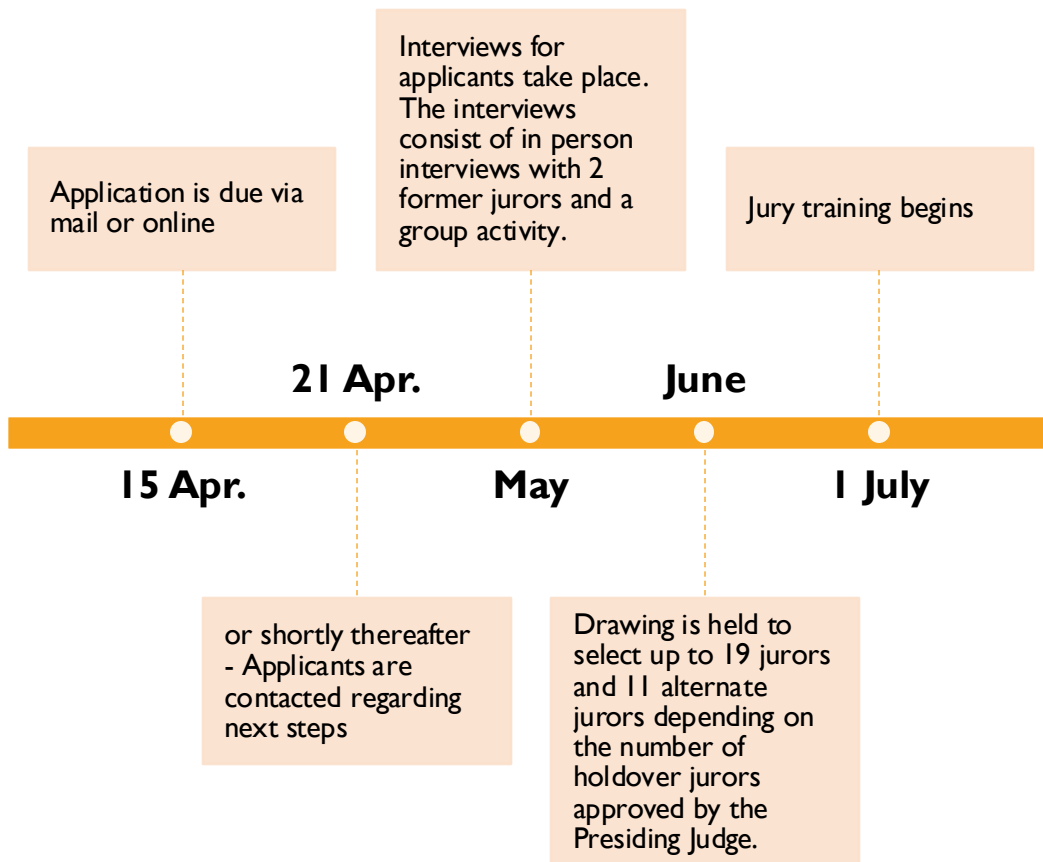 Application is due via
mail or online
15 Apr.
21 Apr.
or shortly thereafter
- Applicants are
contacted regarding
next steps
Interviews for
applicants take place.
The interviews
consist of in person
interviews with 2
former jurors and a
group activity.
May
June
Drawing is held to
select up to 19 jurors
and 11 alternate
jurors depending on
the number of
holdover jurors
approved by the
Presiding Judge.
Jury training begins
1 July